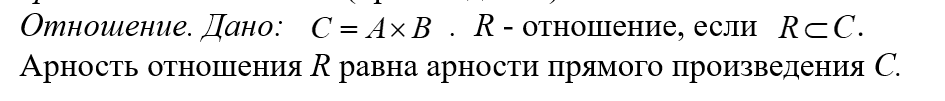 Отношение. Дано: C = A × B . R - отношение, если R ⊂ C.
Арность отношения R равна арности прямого произведения C.